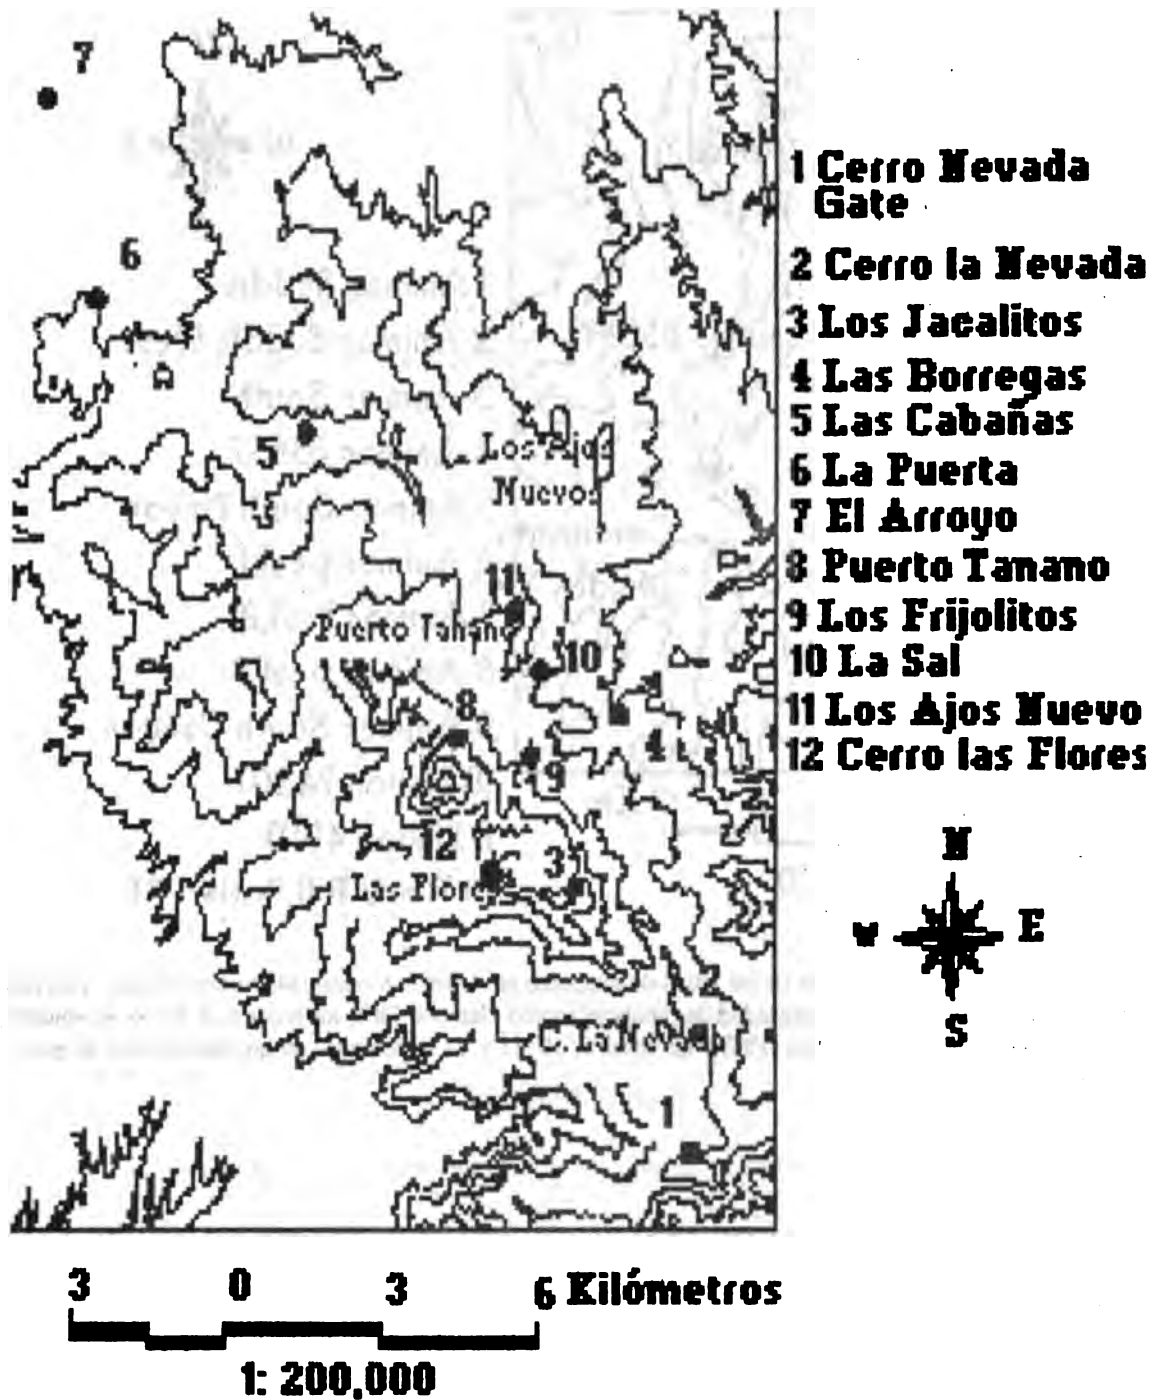 7
6
5
Los Ajos
Nuevos
11
Puerto Tanano
10
8
4
9
12
3
Las Flores
C. La Nevada
1
1 Cerro Nevada
Gate
2 Cerro la Nevada
3 Los Jacalitos
4 Las Borregas
5 Las Cabañas
6 La Puerta
7 El Arroyo
8 Puerto Tanano
9 Los Frijolitos
10 La Sal
11 Los Ajos Nuevo
12 Cerro las Flores
N
W E
S
3 0 3 6 Kilómetros
1: 200,000